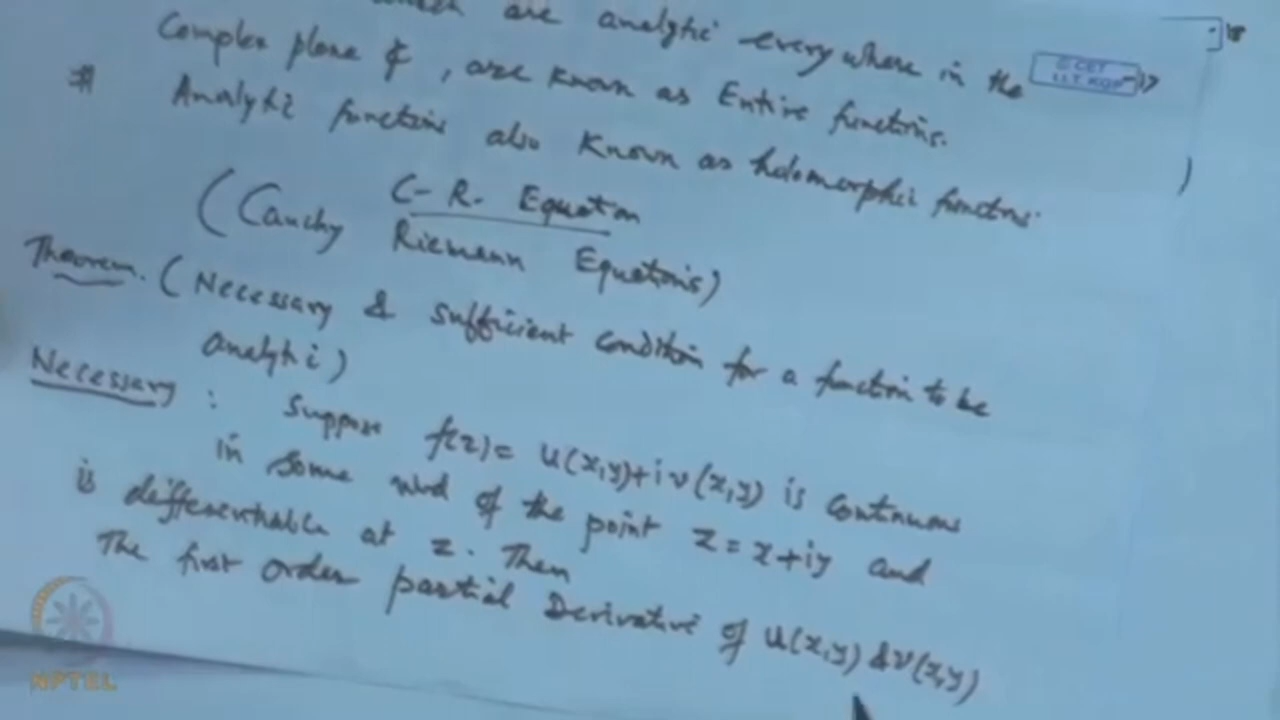 are analytic everywhere in the
Complex plane ₵, are known as Entire functions.
# Analytic functions also known as holomorphic functions.
C-R. Equation
(Cauchy Riemann Equations)
Theorem. (Necessary & sufficient condition for a function to be
analytic)
Necessary : Suppose f(z)= u(x,y)+iv(x,y) is continuous
in some nbd of the point z=x+iy and
is differentiable at z. Then
The first order partial Derivative of u(x,y) & v(x,y)
NPTEL